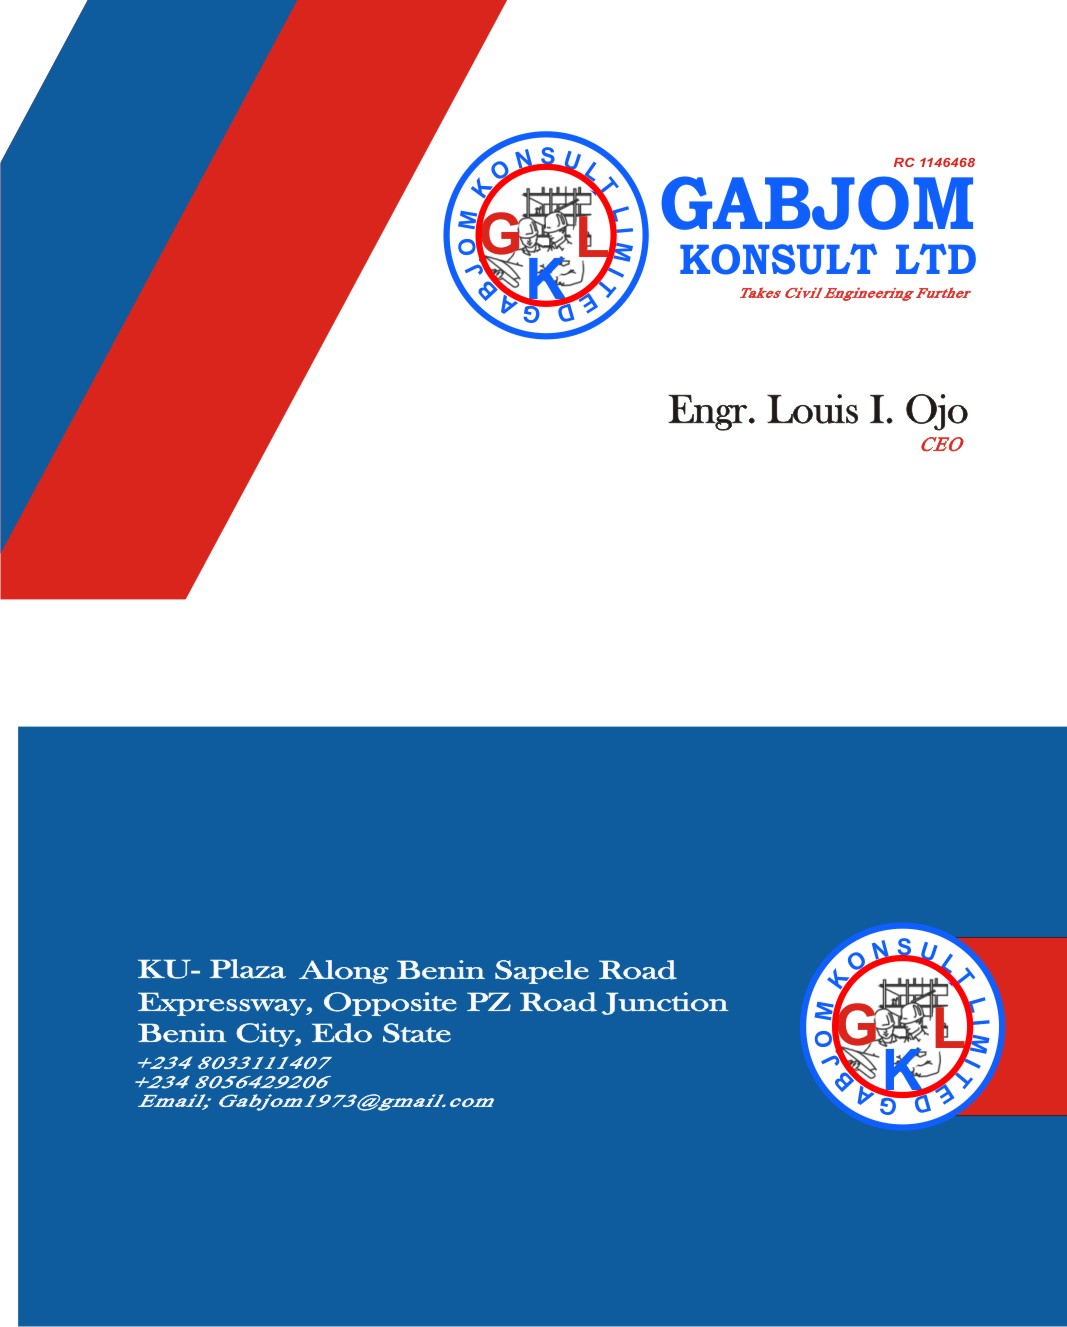 GABJOM KONSULT LIMITED
G K L
RC 1146468
GABJOM
KONSULT LTD
Takes Civil Engineering Further
Engr. Louis I. Ojo
CEO
KU- Plaza Along Benin Sapele Road
Expressway, Opposite PZ Road Junction
Benin City, Edo State
+234 8033111407
+234 8056429206
Email; Gabjom1973@gmail.com
GABJOM KONSULT LIMITED
G K L